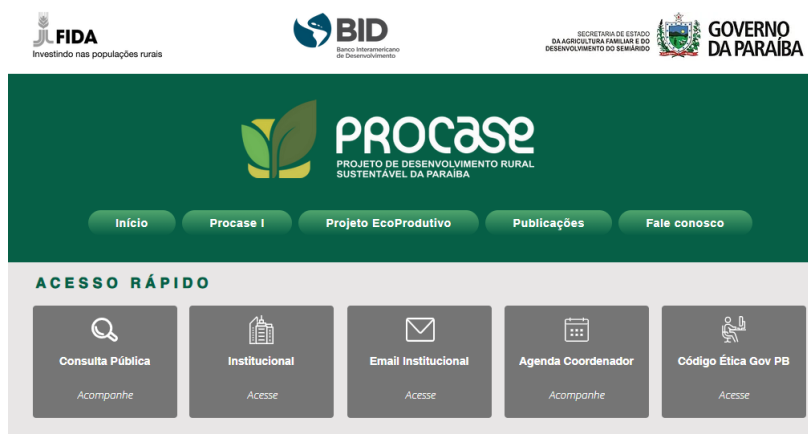 FIDA
Investindo nas populações rurais
BID
Banco Interamericano
de Desenvolvimento
SECRETARIA DE ESTADO
DA AGRICULTURA FAMILIAR E DO
DESENVOLVIMENTO DO SEMIÁRIDO
GOVERNO
DA PARAÍBA
PROCASE
PROJETO DE DESENVOLVIMENTO RURAL
SUSTENTÁVEL DA PARAÍBA
Início
Procase I
Projeto EcoProdutivo
Publicações
Fale conosco
ACESSO RÁPIDO
Consulta Pública
Acompanhe
Institucional
Acesse
Email Institucional
Acesse
Agenda Coordenador
Acompanhe
Código Ética Gov PB
Acesse